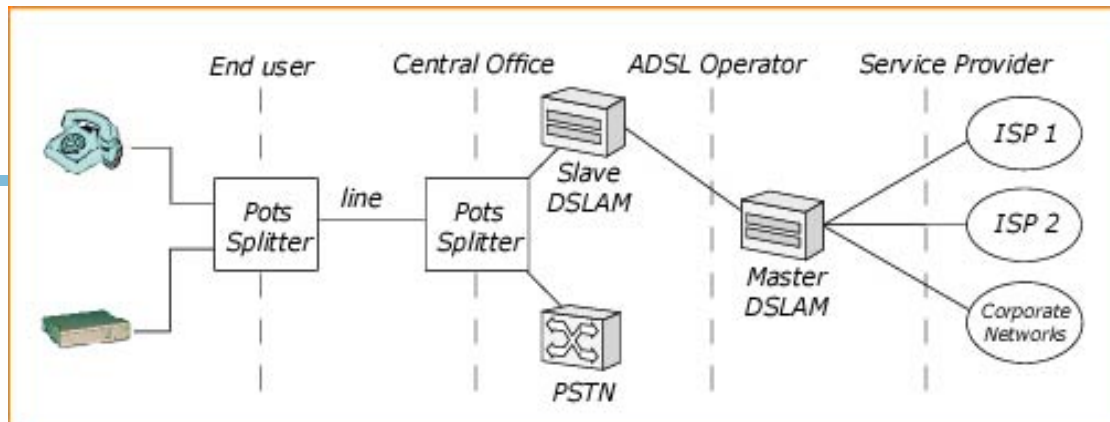 End user
Central Office
ADSL Operator
Service Provider
Pots
Splitter
line
Pots
Splitter
Slave
DSLAM
PSTN
Master
DSLAM
ISP 1
ISP 2
Corporate
Networks